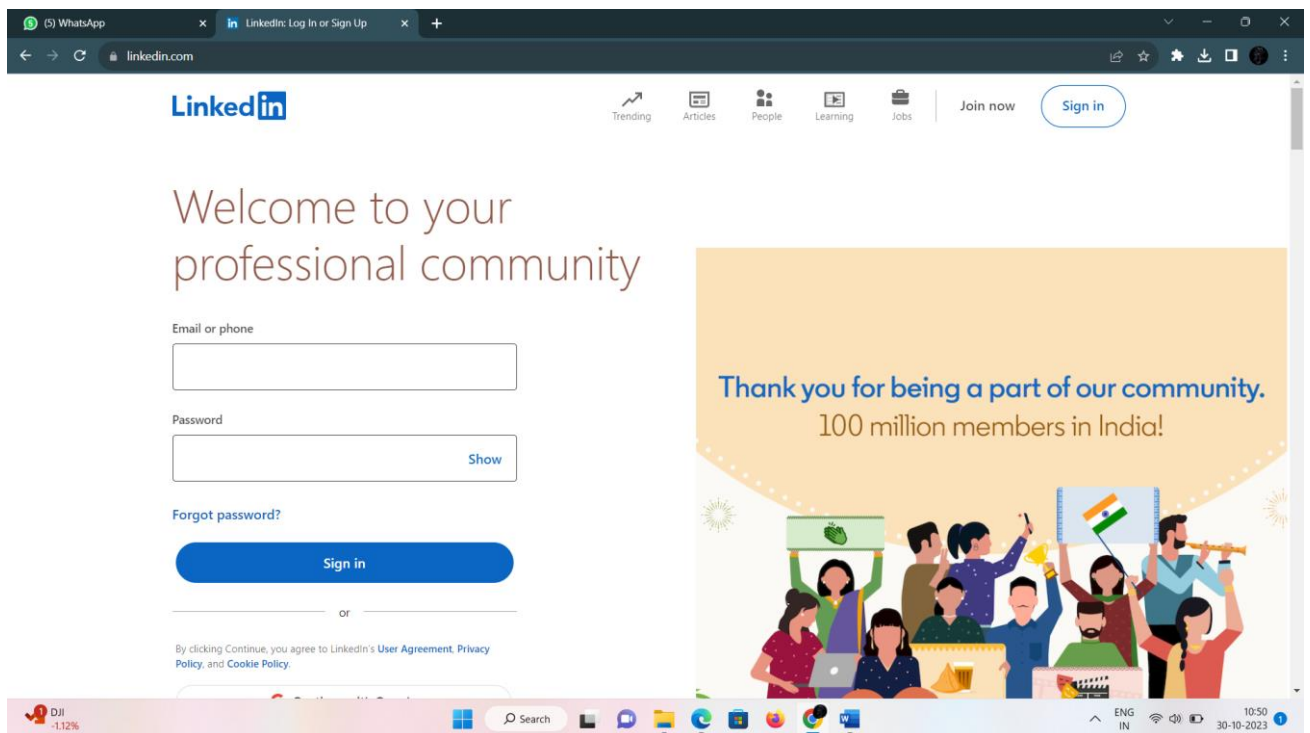 (5) WhatsApp
LinkedIn: Log In or Sign Up
linkedin.com
Linked in
Trending
Articles
People
Learning
Jobs
Join now
Sign in
Welcome to your
professional community
Email or phone
Password
Show
Forgot password?
Sign in
or
By clicking Continue, you agree to LinkedIn's User Agreement, Privacy
Policy, and Cookie Policy.
Thank you for being a part of our community.
100 million members in India!
1
DJI
-1.12%
Search
ENG
IN
10:50
30-10-2023
1